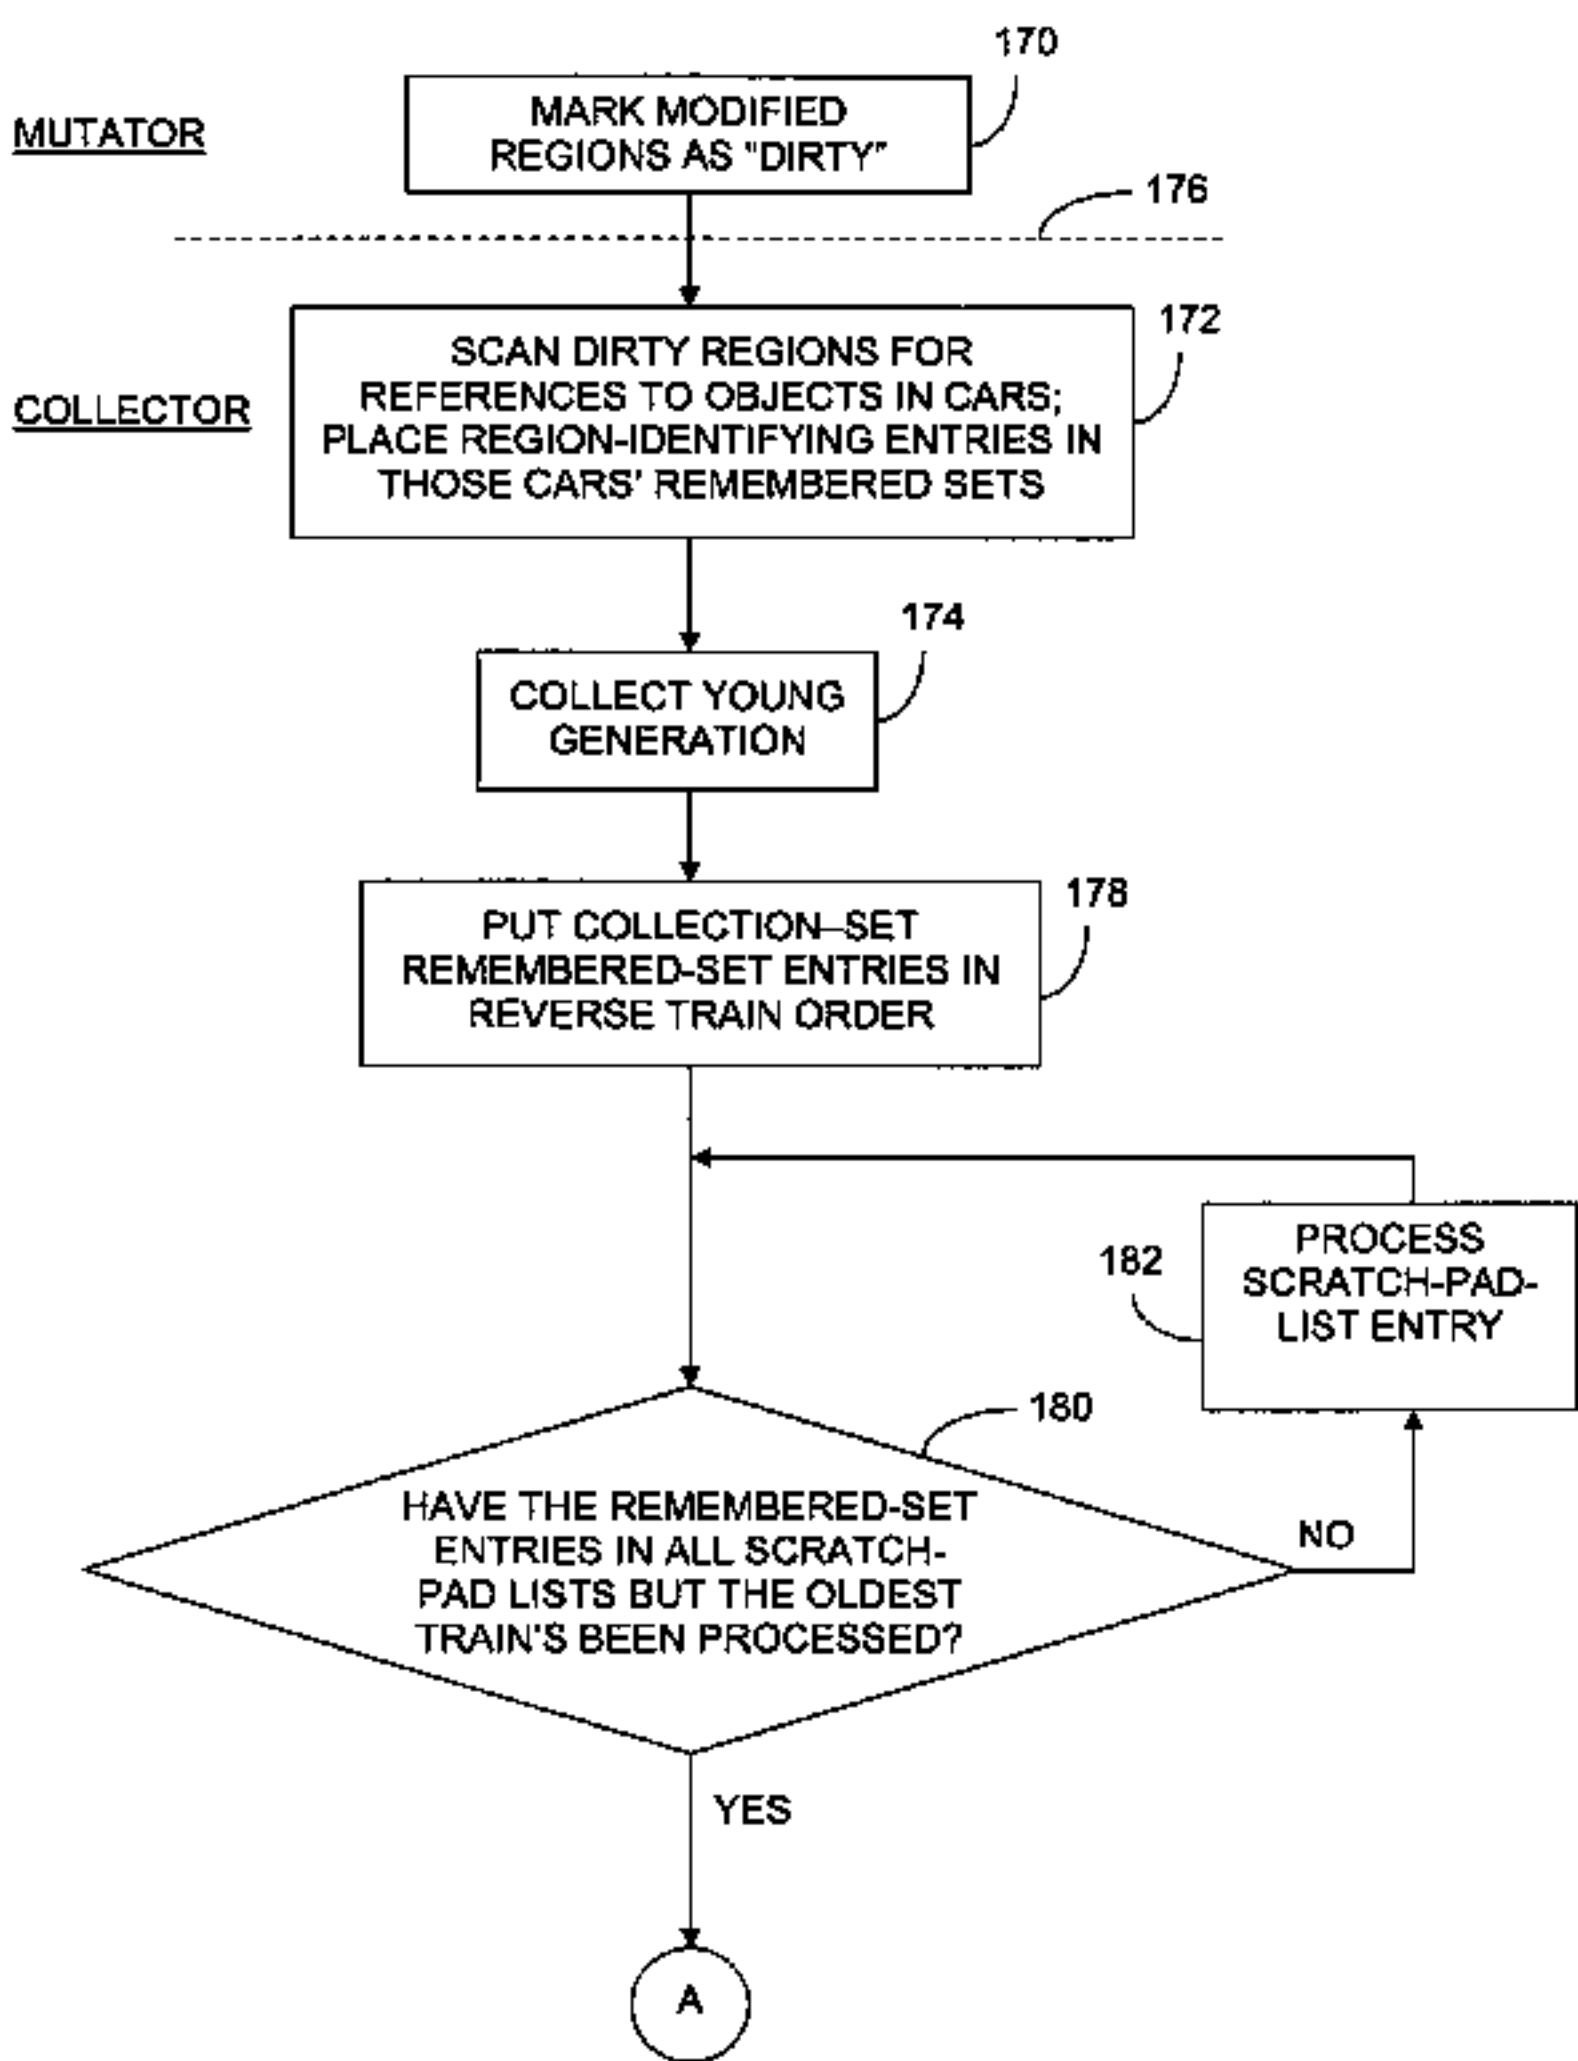 170
MUTATOR
MARK MODIFIED
REGIONS AS "DIRTY"
176
172
COLLECTOR
SCAN DIRTY REGIONS FOR
REFERENCES TO OBJECTS IN CARS;
PLACE REGION-IDENTIFYING ENTRIES IN
THOSE CARS' REMEMBERED SETS
174
COLLECT YOUNG
GENERATION
178
PUT COLLECTION–SET
REMEMBERED-SET ENTRIES IN
REVERSE TRAIN ORDER
182
PROCESS
SCRATCH-PAD-
LIST ENTRY
180
HAVE THE REMEMBERED-SET
ENTRIES IN ALL SCRATCH-
PAD LISTS BUT THE OLDEST
TRAIN'S BEEN PROCESSED?
NO
YES
A